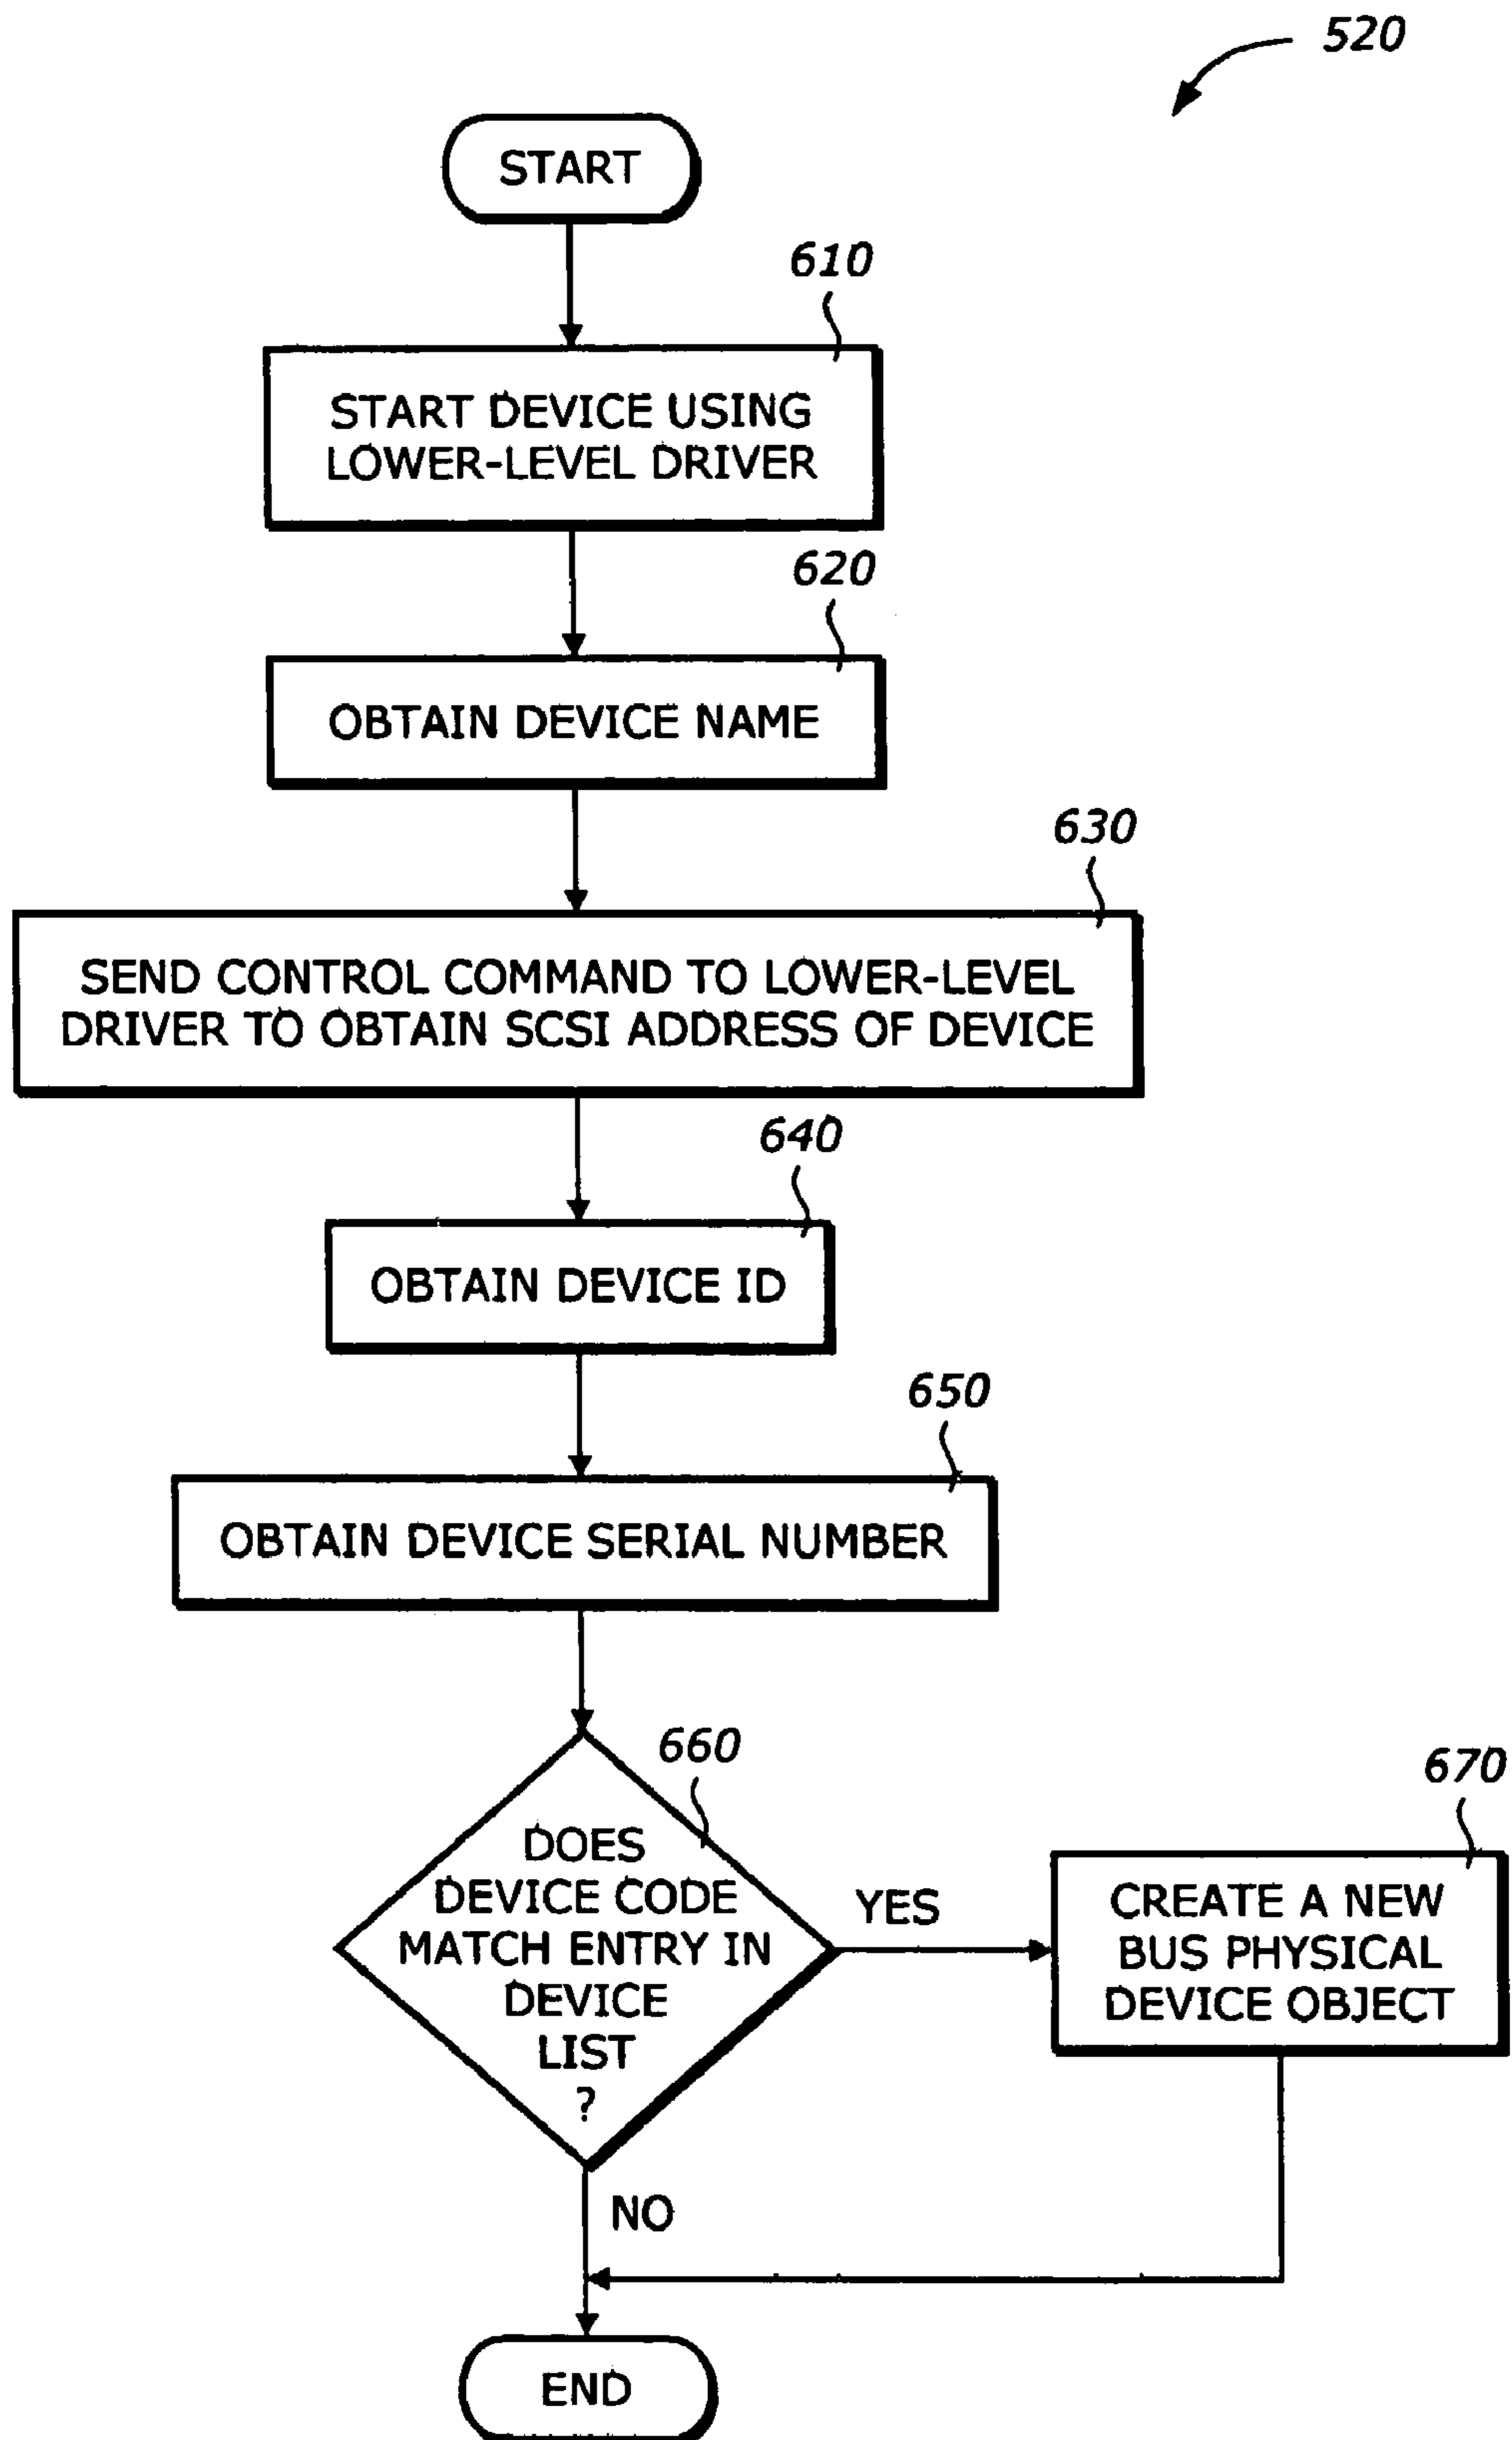 520
START
610
START DEVICE USING
LOWER-LEVEL DRIVER
620
OBTAIN DEVICE NAME
630
SEND CONTROL COMMAND TO LOWER-LEVEL
DRIVER TO OBTAIN SCSI ADDRESS OF DEVICE
640
OBTAIN DEVICE ID
650
OBTAIN DEVICE SERIAL NUMBER
660
DOES
DEVICE CODE
MATCH ENTRY IN
DEVICE
LIST
?
YES
670
CREATE A NEW
BUS PHYSICAL
DEVICE OBJECT
NO
END